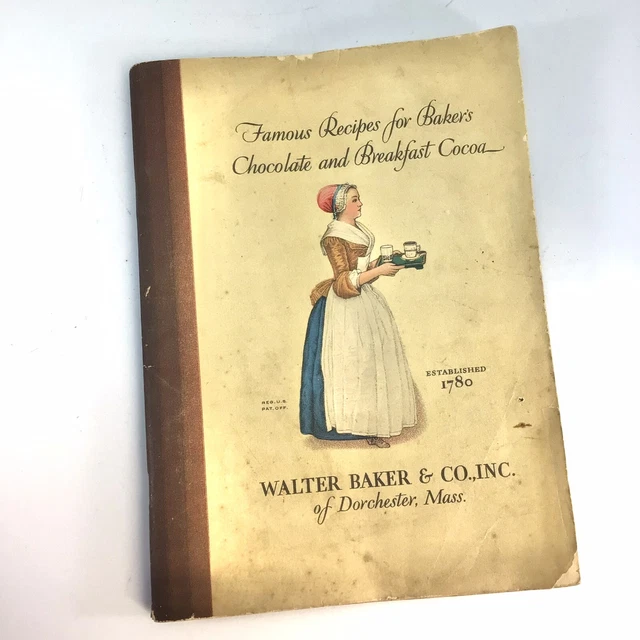 Famous Recipes for Baker's
Chocolate and Breakfast Cocoa
ESTABLISHED
1780
REG. U.S.
PAT. OFF.
WALTER BAKER & CO., INC.
of Dorchester, Mass.